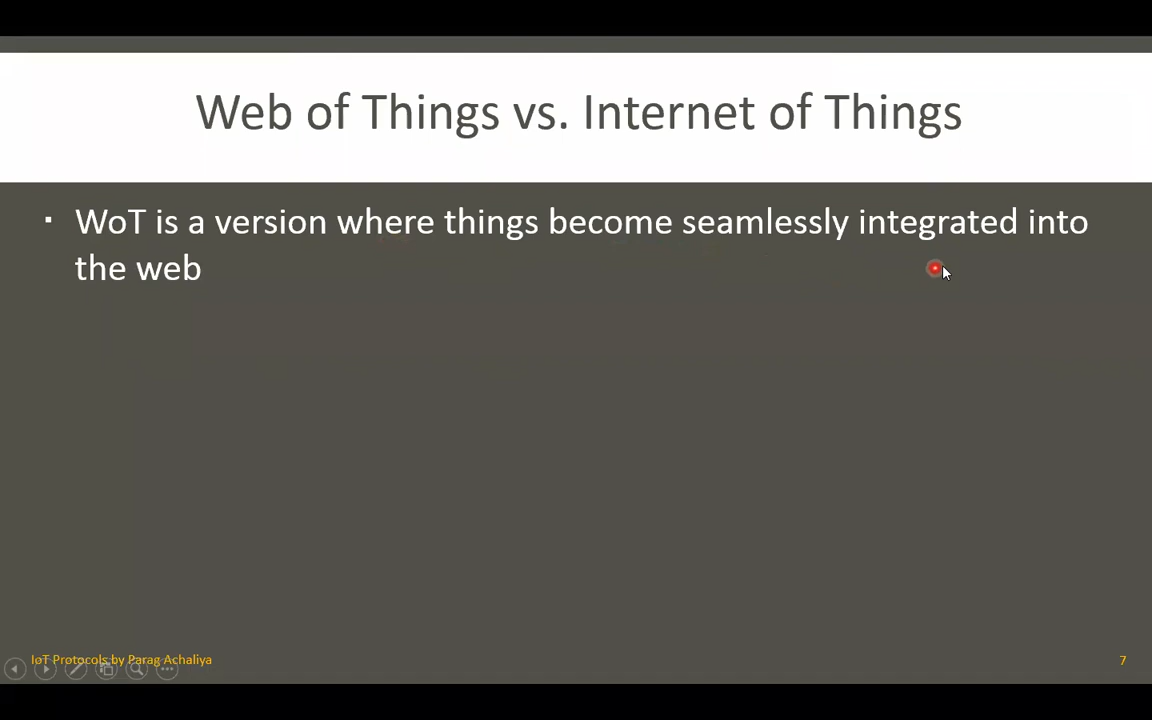 Web of Things vs. Internet of Things
▪ WoT is a version where things become seamlessly integrated into
the web
IoT Protocols by Parag Achaliya
7